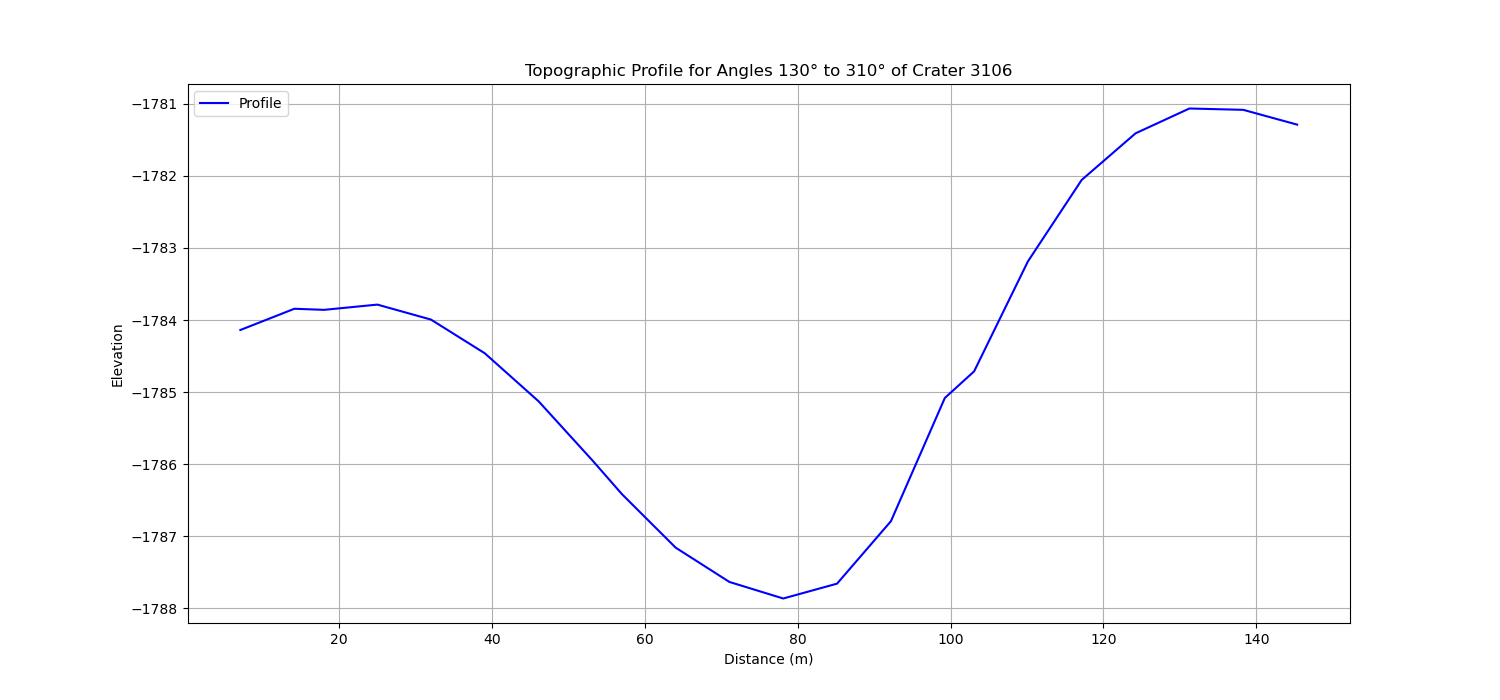 Topographic Profile for Angles 130° to 310° of Crater 3106
Profile
−1781
−1782
−1783
−1784
−1785
−1786
−1787
−1788
Elevation
20 40 60 80 100 120 140
Distance (m)